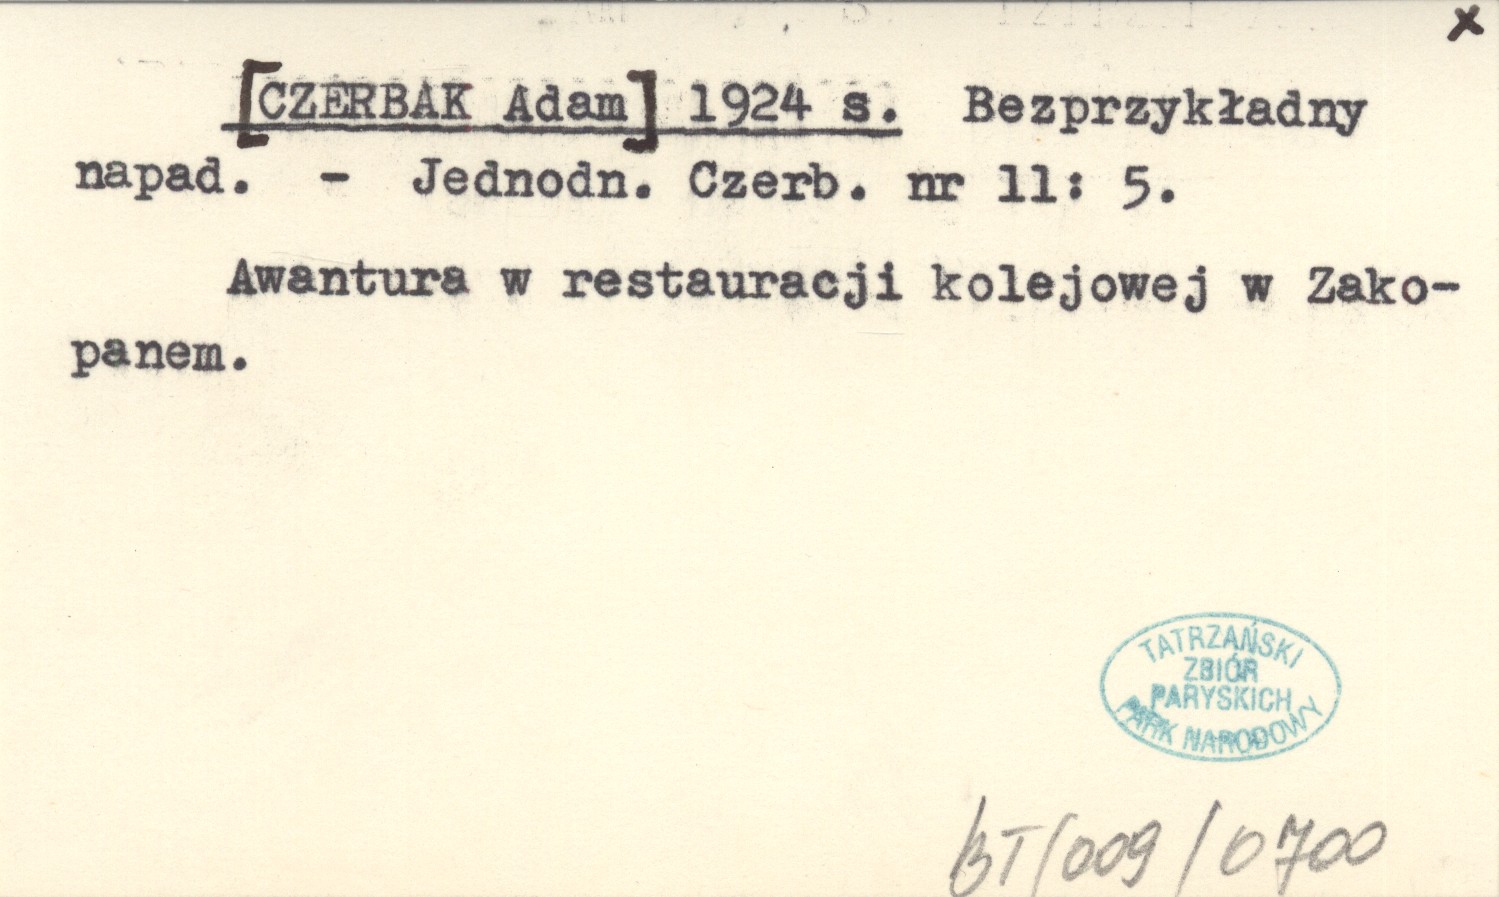 x
[CZERBAK Adam] 1924 s. Bezprzykładny
napad. - Jednodn. Czerb. nr 11: 5.
Awantura w restauracji kolejowej w Zako-
panem.
TATRZAŃSKI
ZBIÓR
PARYSKICH
PARK NARODOWY
BT/009/0700